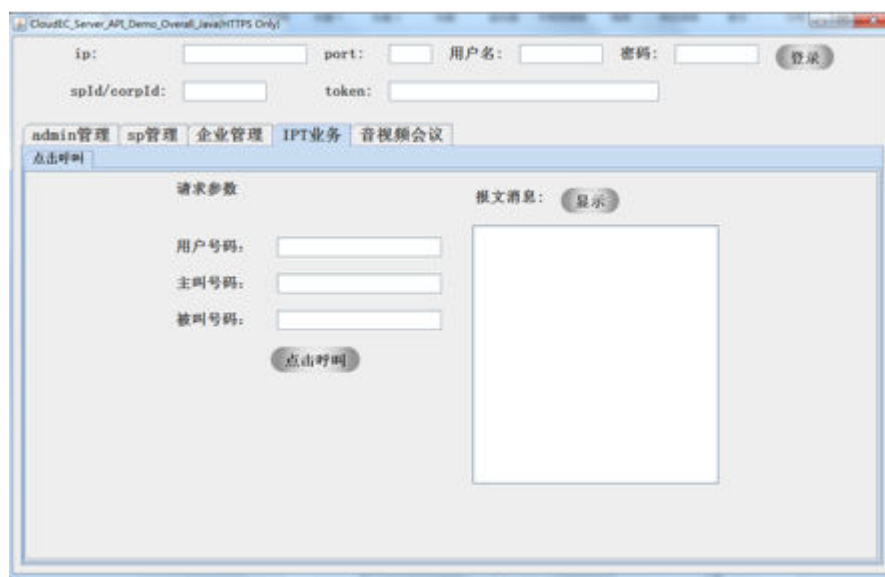 CloudEC_Server_API_Demo_Overall_Java(HTTPS Only)
ip: port: 用户名: 密码: 登录
spId/corpId: token:
admin管理 sp管理 企业管理 IPT业务 音视频会议
点击呼叫
请求参数
报文消息: 显示
用户号码:
主叫号码:
被叫号码:
点击呼叫